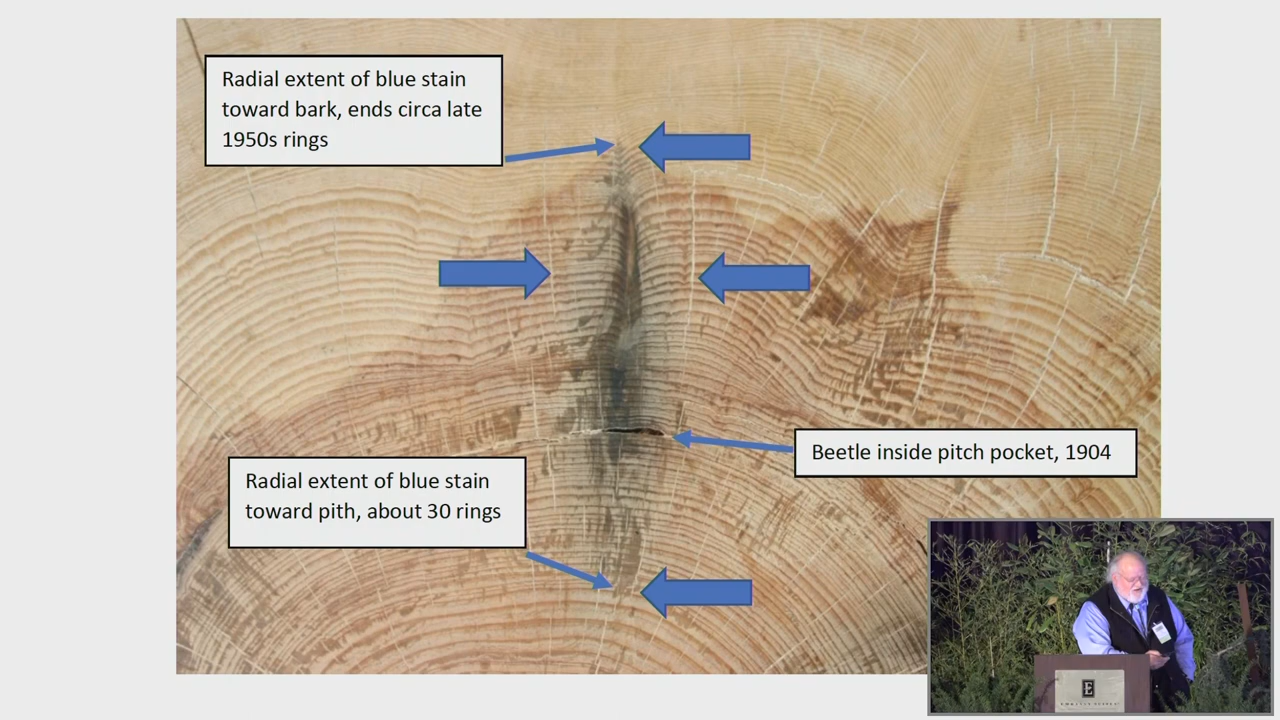 Radial extent of blue stain
toward bark, ends circa late
1950s rings
Beetle inside pitch pocket, 1904
Radial extent of blue stain
toward pith, about 30 rings
E